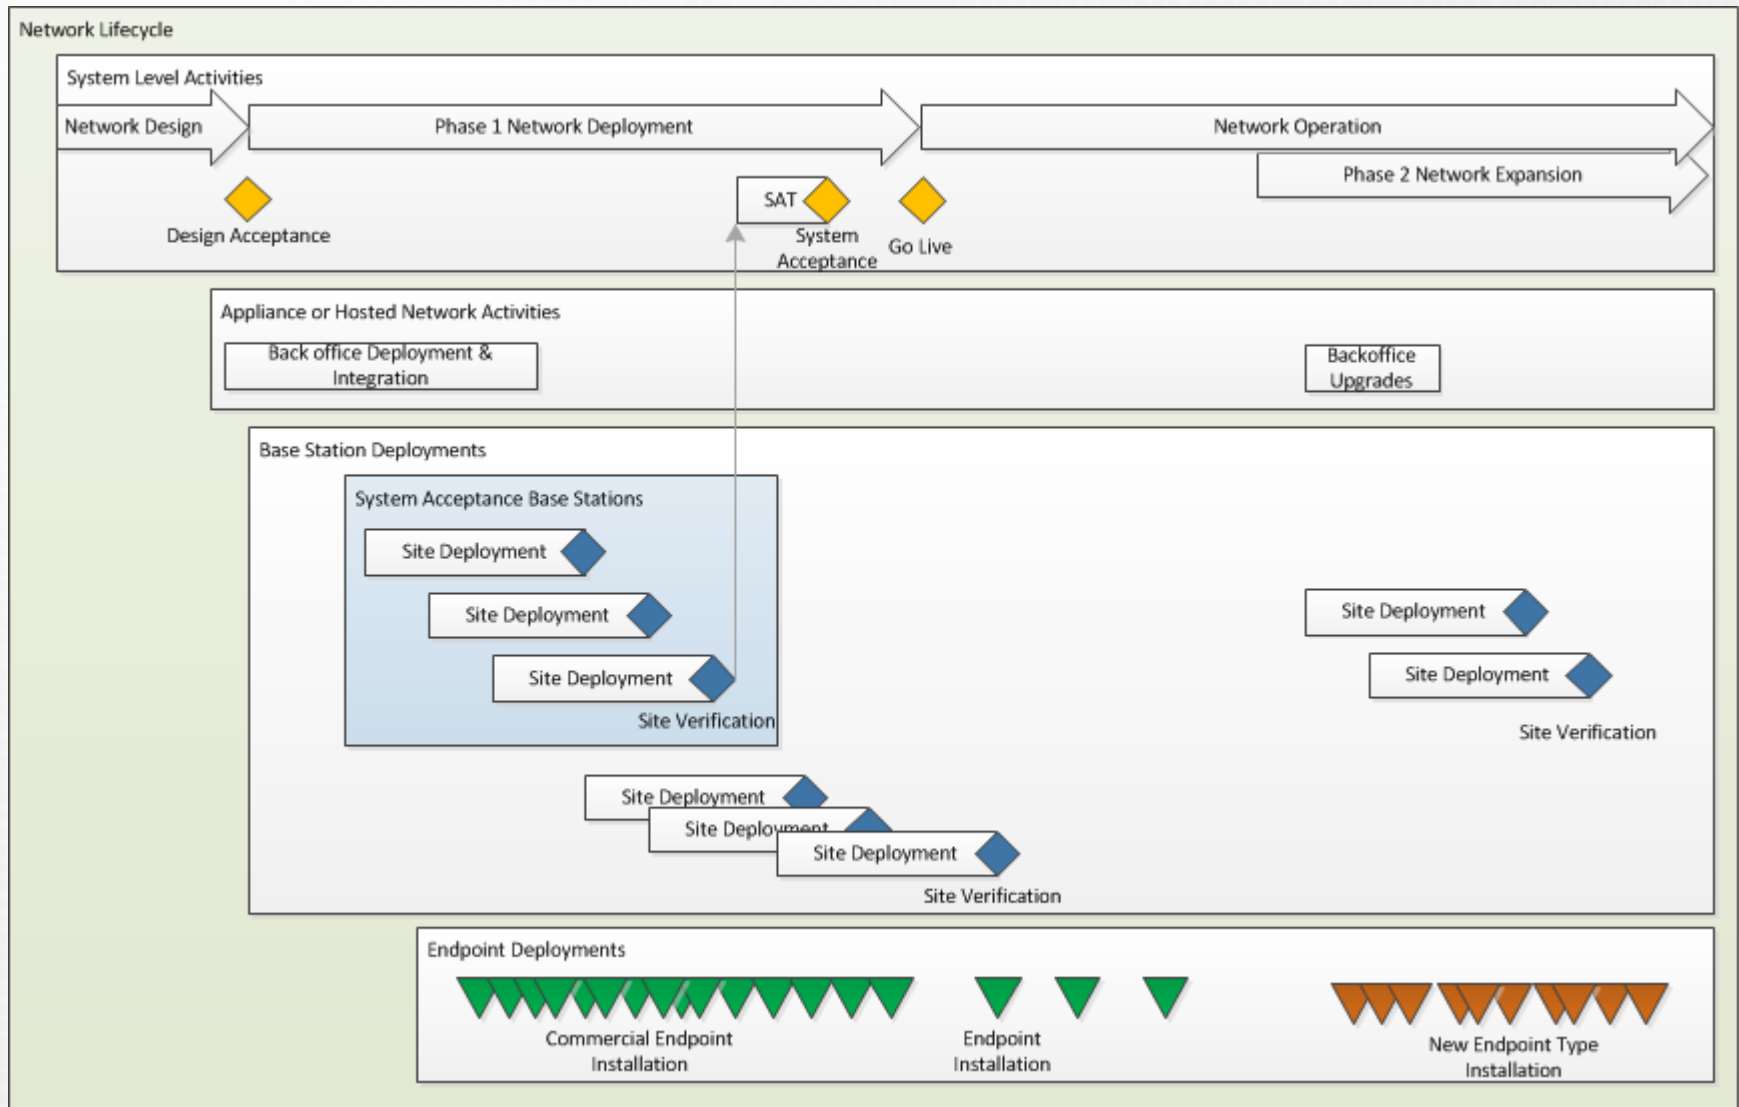 Network Lifecycle
System Level Activities
Network Design
Phase 1 Network Deployment
Network Operation
Phase 2 Network Expansion
SAT
Design Acceptance
System
Acceptance
Go Live
Appliance or Hosted Network Activities
Back office Deployment &
Integration
Backoffice
Upgrades
Base Station Deployments
System Acceptance Base Stations
Site Deployment
Site Deployment
Site Deployment
Site Verification
Site Deployment
Site Deployment
Site Verification
Site Deployment
Site Deployment
Site Deployment
Site Verification
Endpoint Deployments
Commercial Endpoint
Installation
Endpoint
Installation
New Endpoint Type
Installation